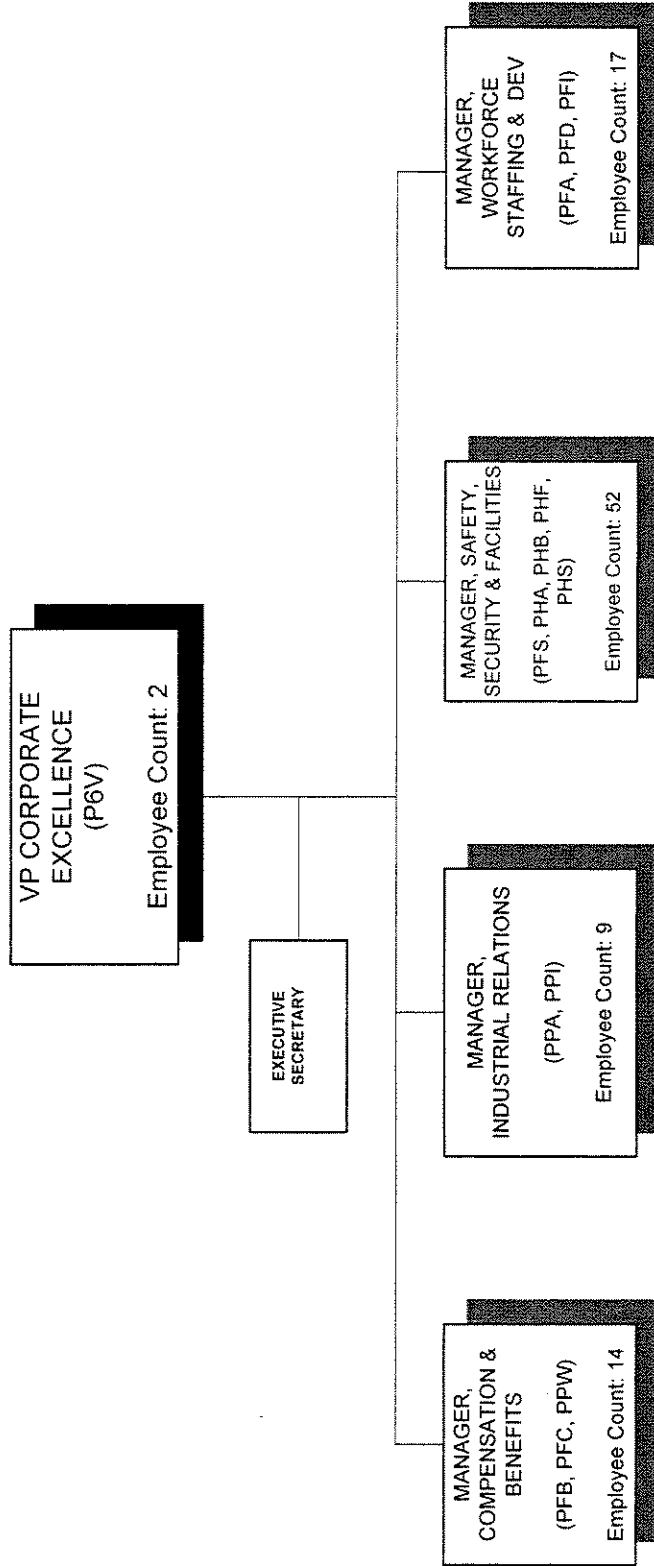 VP CORPORATE
EXCELLENCE
(P6V)
Employee Count: 2
EXECUTIVE
SECRETARY
MANAGER,
COMPENSATION &
BENEFITS
(PFB, PFC, PPW)
Employee Count: 14
MANAGER,
INDUSTRIAL RELATIONS
(PPA, PPI)
Employee Count: 9
MANAGER, SAFETY,
SECURITY & FACILITIES
(PFS, PHA, PHB, PHF,
PHS)
Employee Count: 52
MANAGER,
WORKFORCE
STAFFING & DEV
(PFA, PFD, PFI)
Employee Count: 17